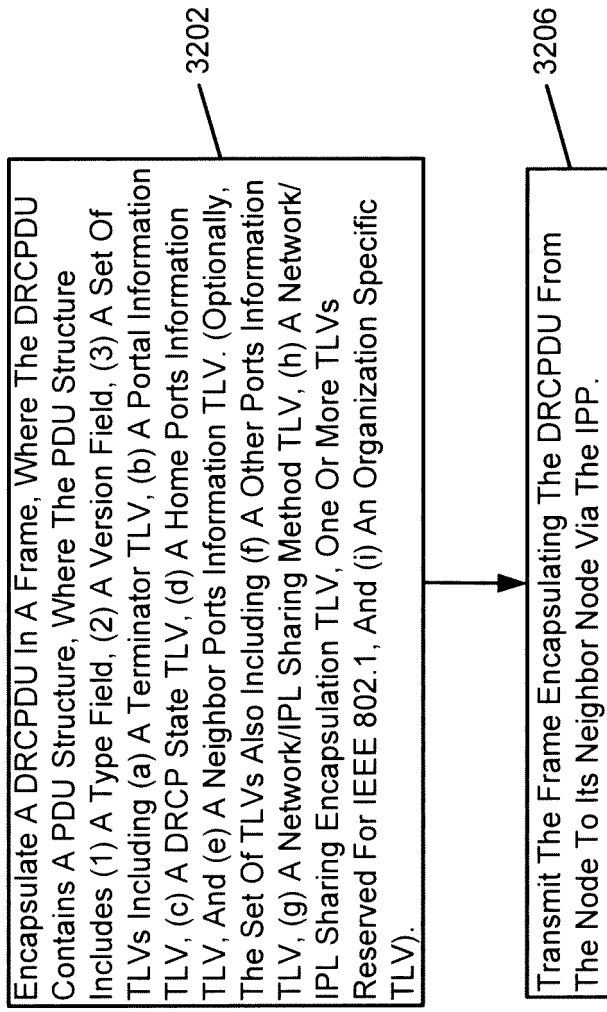 Encapsulate A DRCPDU In A Frame, Where The DRCPDU
Contains A PDU Structure, Where The PDU Structure
Includes (1) A Type Field, (2) A Version Field, (3) A Set Of
TLVs Including (a) A Terminator TLV, (b) A Portal Information
TLV, (c) A DRCP State TLV, (d) A Home Ports Information
TLV, And (e) A Neighbor Ports Information TLV. (Optionally,
The Set Of TLVs Also Including (f) A Other Ports Information
TLV, (g) A Network/IPL Sharing Method TLV, (h) A Network/
IPL Sharing Encapsulation TLV, One Or More TLVs
Reserved For IEEE 802.1, And (i) An Organization Specific
TLV).
3202
Transmit The Frame Encapsulating The DRCPDU From
The Node To Its Neighbor Node Via The IPP.
3206